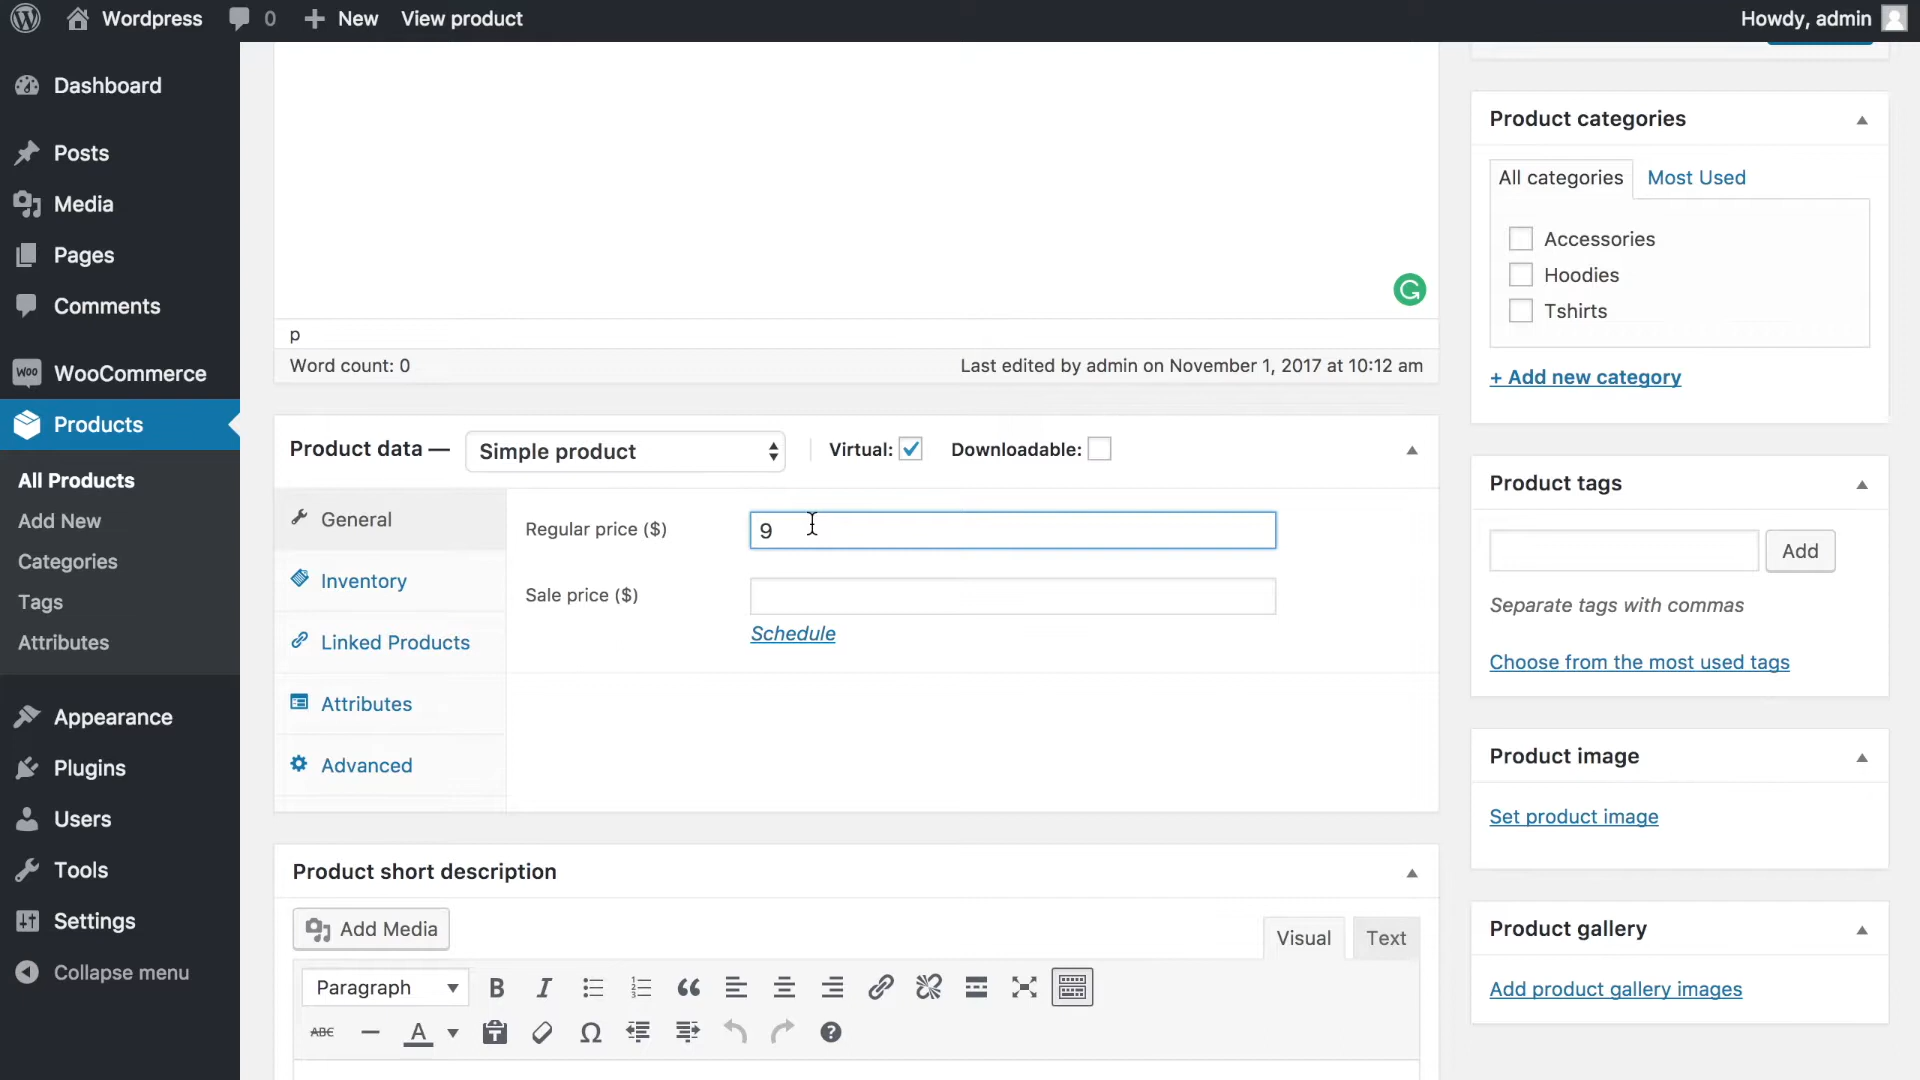 Wordpress
0
New
View product
Howdy, admin
Dashboard
Posts
Media
Pages
Comments
WooCommerce
Products
All Products
Add New
Categories
Tags
Attributes
Appearance
Plugins
Users
Tools
Settings
Collapse menu
p
Word count: 0
Last edited by admin on November 1, 2017 at 10:12 am
Product data —
Simple product
Virtual:
Downloadable:
General
Inventory
Linked Products
Attributes
Advanced
Regular price ($)
9
Sale price ($)
Schedule
Product short description
Add Media
Visual
Text
Paragraph
B
I
ABC
A
Product categories
All categories
Most Used
Accessories
Hoodies
Tshirts
+ Add new category
Product tags
Add
Separate tags with commas
Choose from the most used tags
Product image
Set product image
Product gallery
Add product gallery images